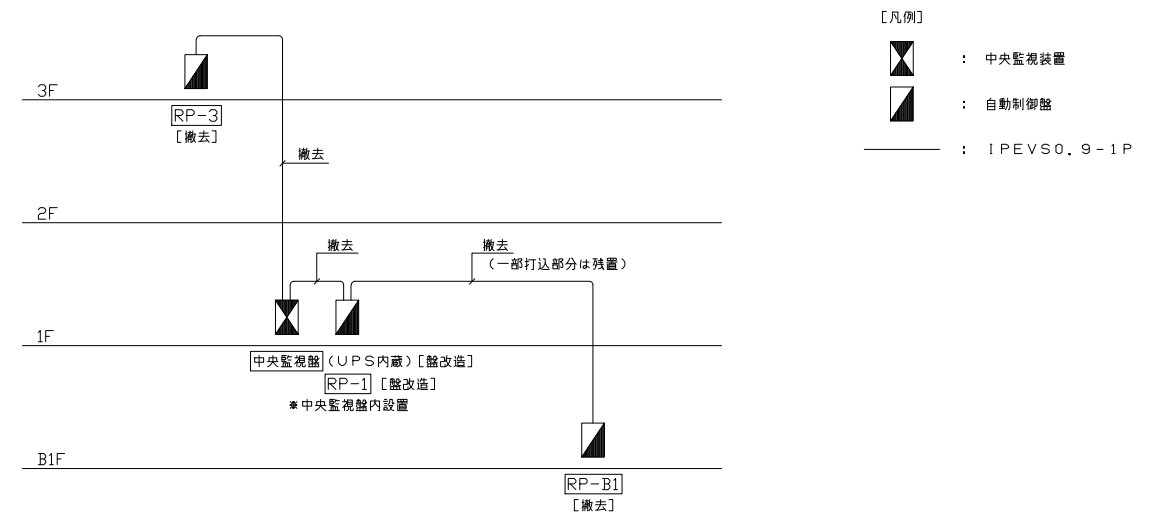 3F
RP-3
[撤去]
撤去
2F
撤去
撤去
(一部打込部分は残置)
1F
中央監視盤(UPS内蔵)[盤改造]
RP-1 [盤改造]
※中央監視盤内設置
B1F
RP-B1
[撤去]
[凡例]
: 中央監視装置
: 自動制御盤
: IPEVS0.9-1P